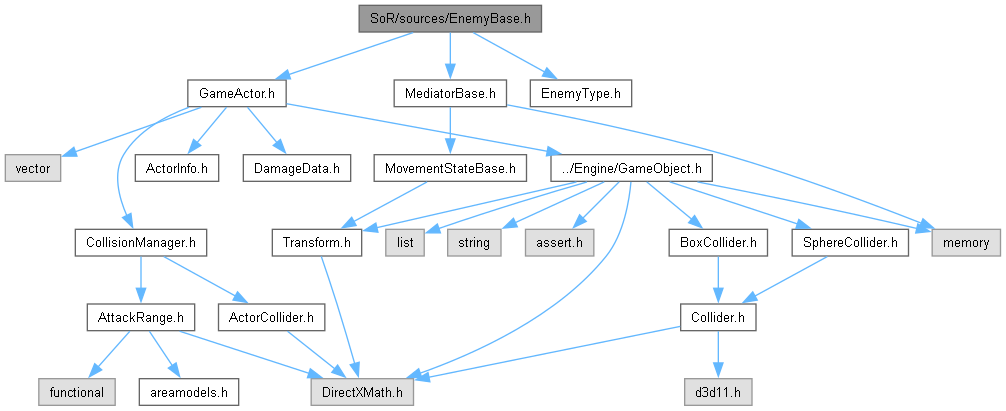 SoR/sources/EnemyBase.h
GameActor.h
MediatorBase.h
EnemyType.h
vector
ActorInfo.h
DamageData.h
MovementStateBase.h
../Engine/GameObject.h
CollisionManager.h
Transform.h
list
string
assert.h
BoxCollider.h
SphereCollider.h
memory
AttackRange.h
ActorCollider.h
Collider.h
functional
areamodels.h
DirectXMath.h
d3d11.h